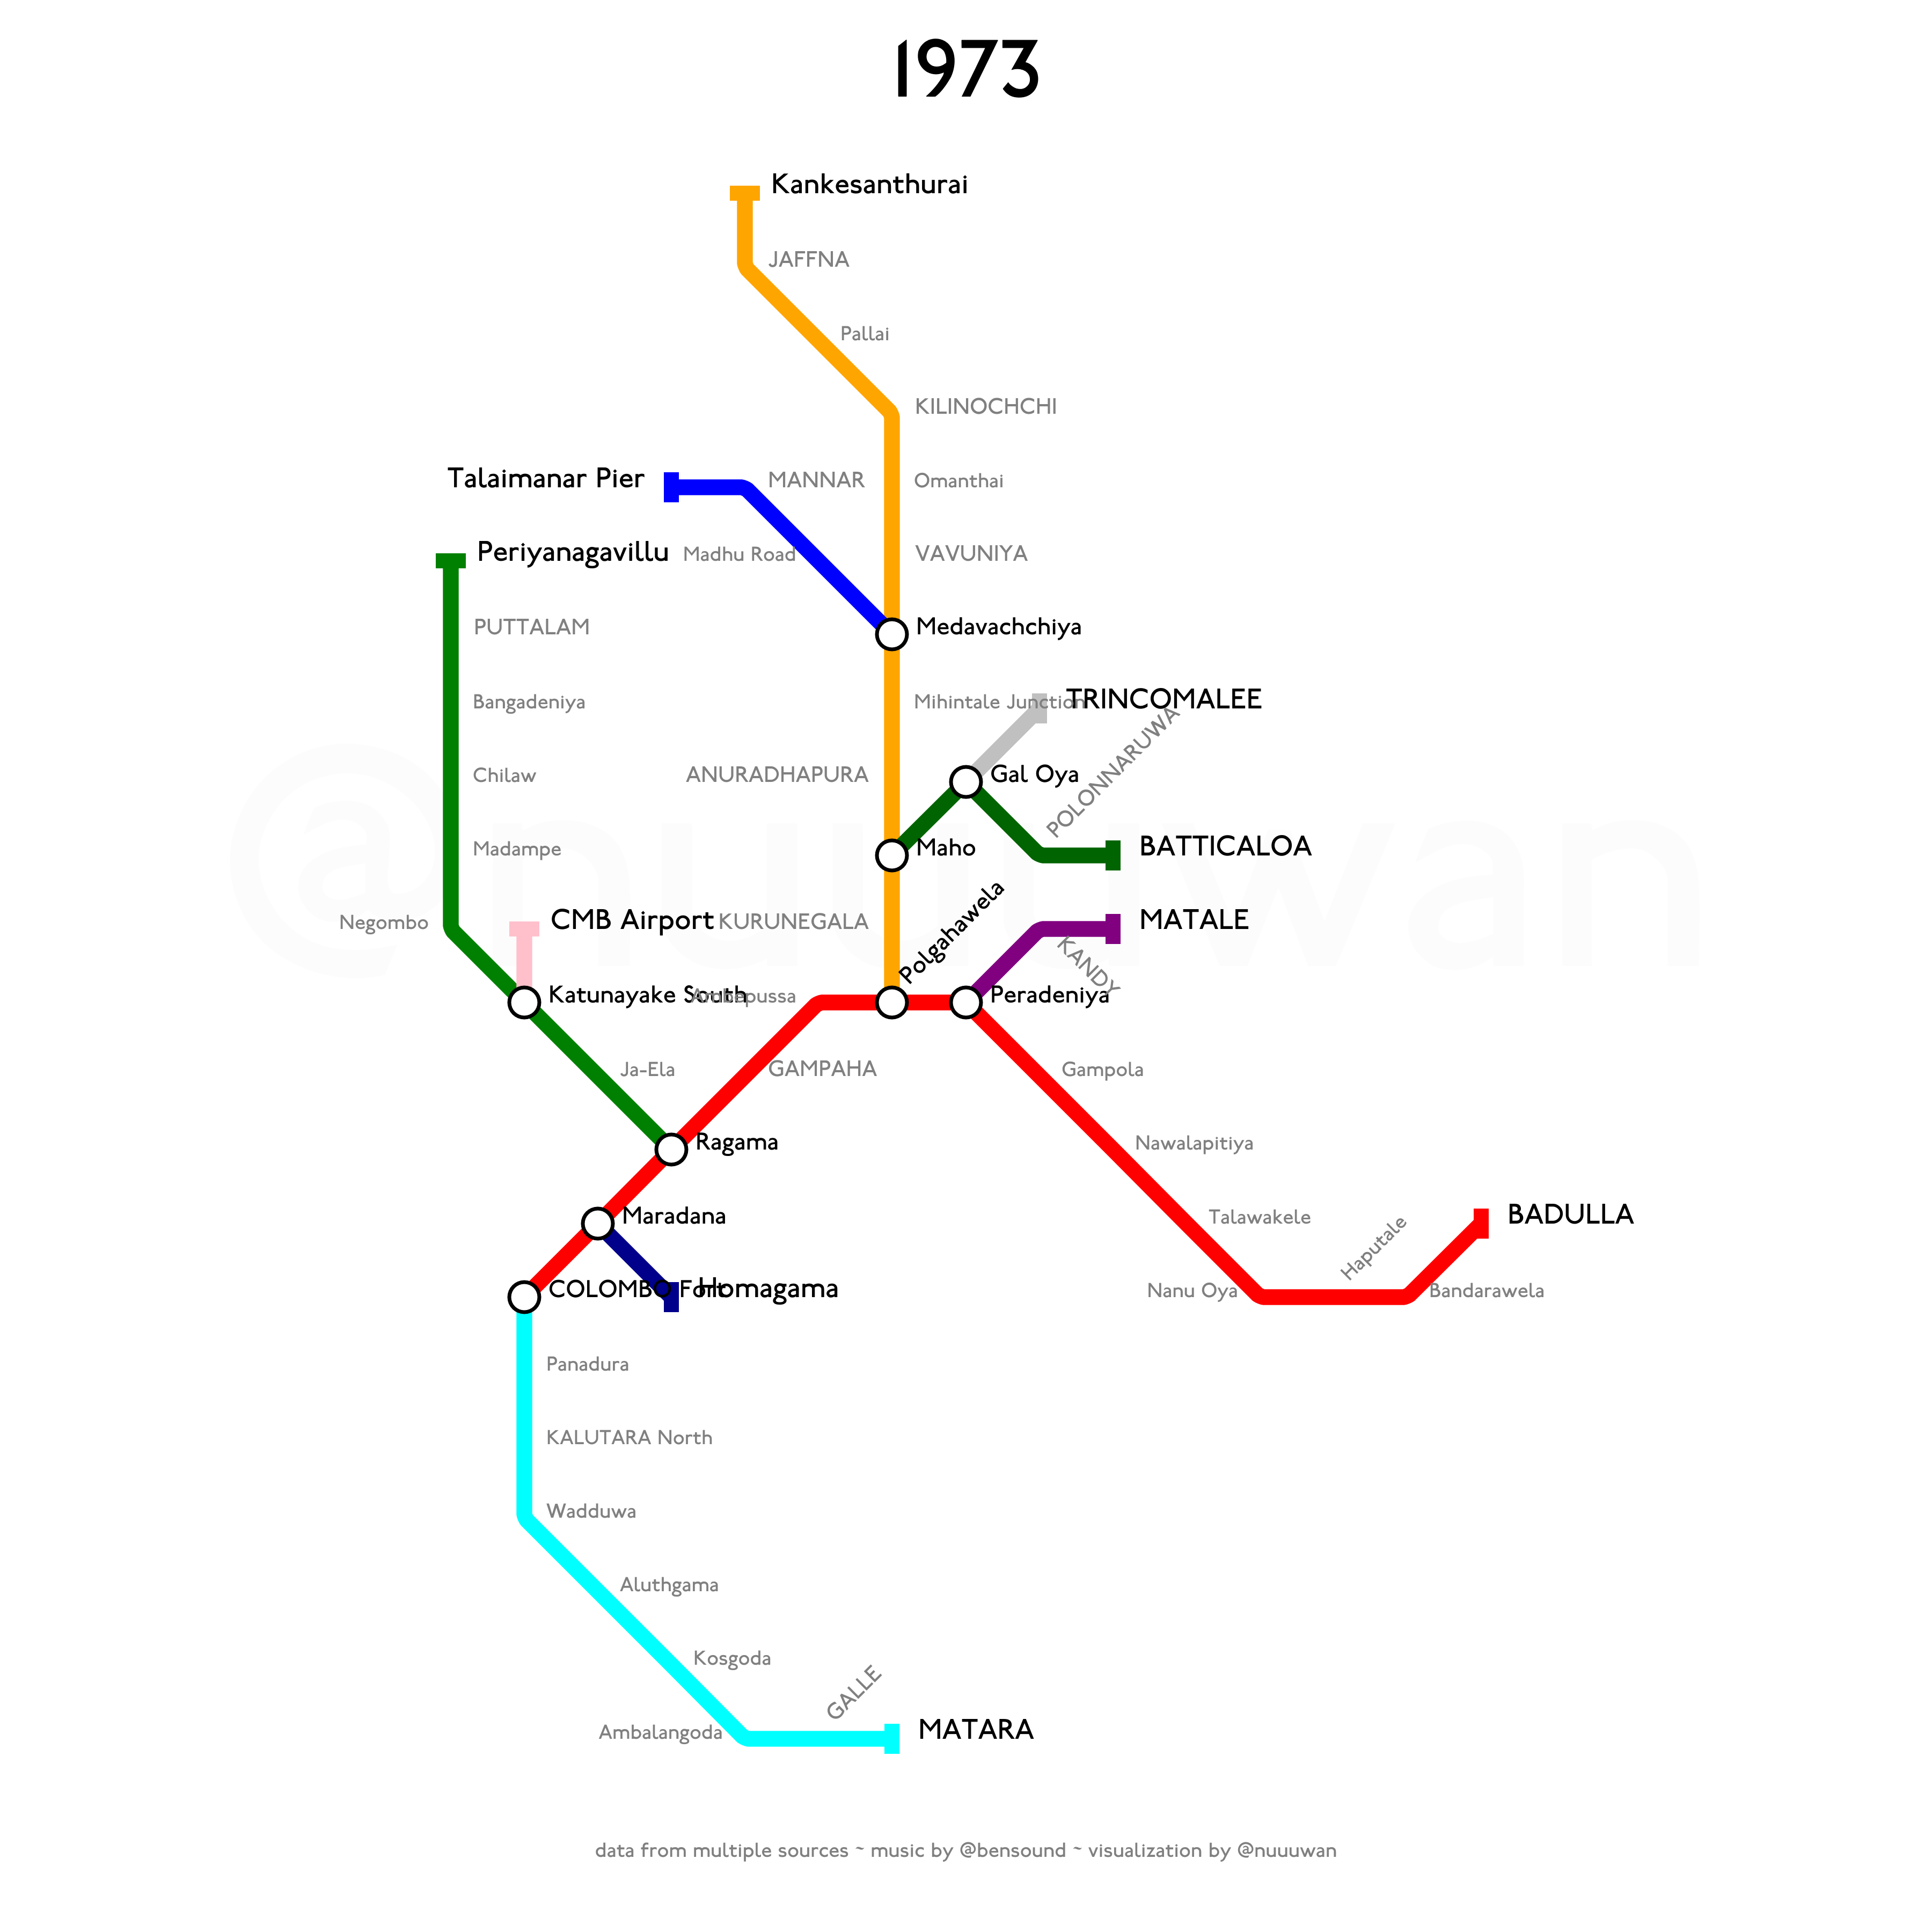 1973
Kankesanthurai
JAFFNA
Pallai
KILINOCHCHI
Talaimanar Pier
MANNAR
Omanthai
Periyanagavillu
Madhu Road
VAVUNIYA
PUTTALAM
Medavachchiya
Bangadeniya
Mihintale Junction
TRINCOMALEE
Chilaw
ANURADHAPURA
Gal Oya
POLONNARUWA
Madampe
Maho
BATTICALOA
@nuuuwan
Negombo
CMB Airport
KURUNEGALA
Polgahawela
MATALE
KANDY
Katunayake South
Ambepussa
Peradeniya
Ja-Ela
GAMPAHA
Gampola
Ragama
Nawalapitiya
Maradana
Talawakele
Haputale
BADULLA
COLOMBO Fort
Homagama
Nanu Oya
Bandarawela
Panadura
KALUTARA North
Wadduwa
Aluthgama
Kosgoda
GALLE
Ambalangoda
MATARA
data from multiple sources ~ music by @bensound ~ visualization by @nuuuwan